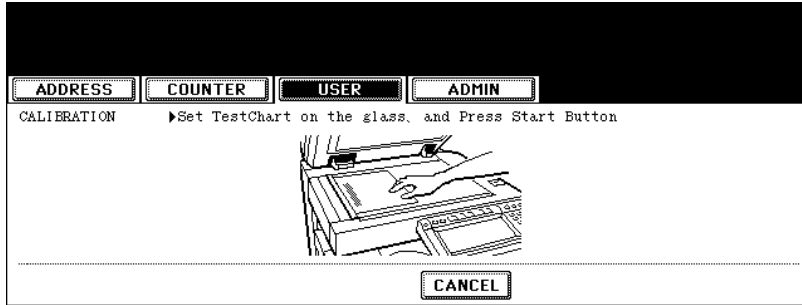 ADDRESS COUNTER USER ADMIN
CALIBRATION ▶Set TestChart on the glass、 and Press Start Button
CANCEL